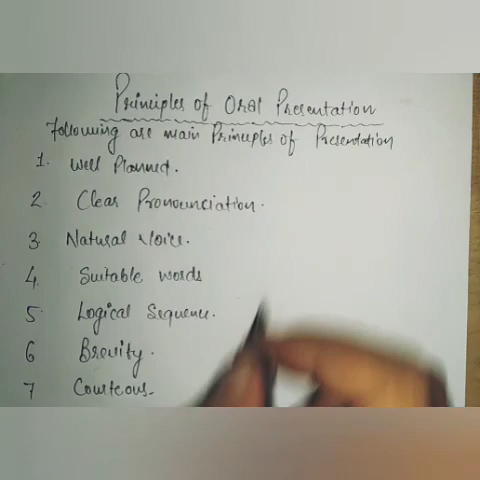 Principles of Oral Presentation
Following are main Principles of Presentation
1. Well Planned.
2. Clear Pronounciation.
3. Natural Voice.
4. Suitable words
5. Logical Sequence.
6 Brevity.
7 Courteous.